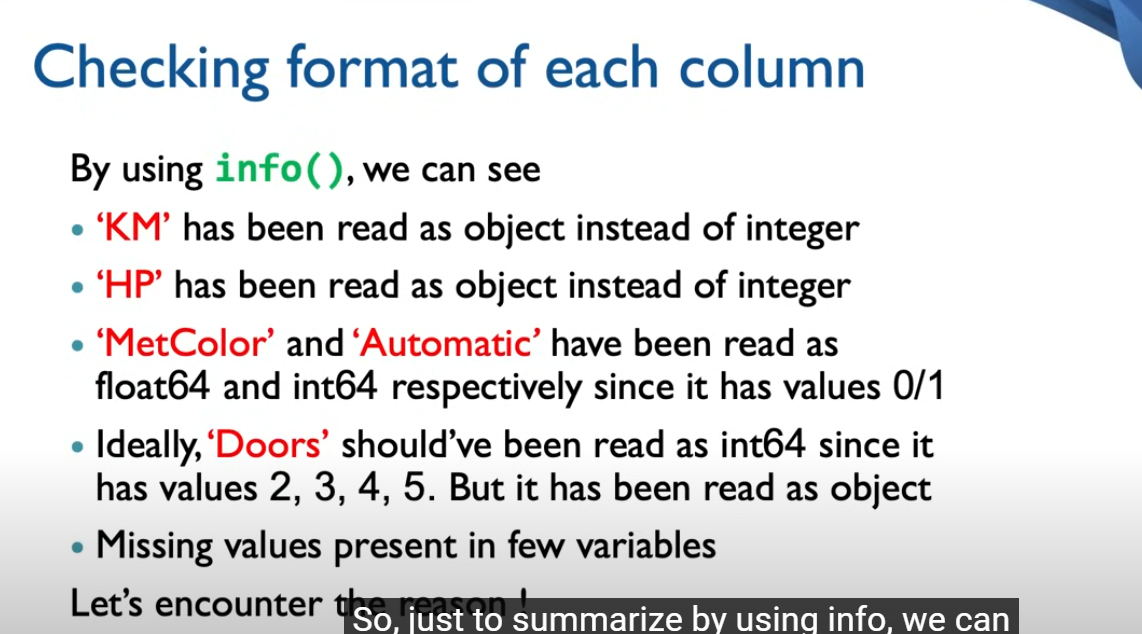 Checking format of each column
By using info(), we can see
• ‘KM’ has been read as object instead of integer
• ‘HP’ has been read as object instead of integer
• ‘MetColor’ and ‘Automatic’ have been read as
float64 and int64 respectively since it has values 0/1
• Ideally, ‘Doors’ should’ve been read as int64 since it
has values 2, 3, 4, 5. But it has been read as object
• Missing values present in few variables
Let’s encounter the reason !
So, just to summarize by using info, we can